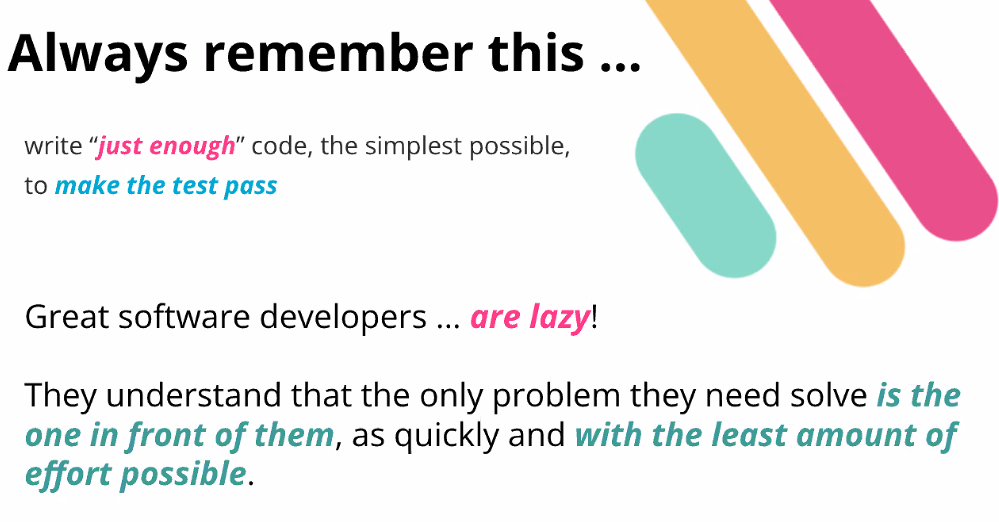 Always remember this ...
write “just enough” code, the simplest possible,
to make the test pass
Great software developers ... are lazy!
They understand that the only problem they need solve is the
one in front of them, as quickly and with the least amount of
effort possible.